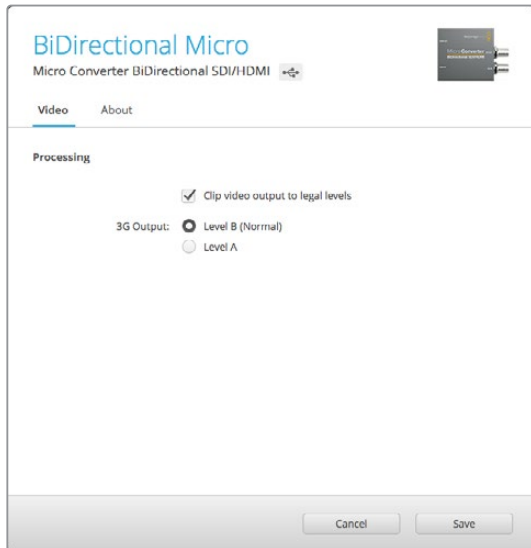 BiDirectional Micro
Micro Converter BiDirectional SDI/HDMI
Video About
Processing
Clip video output to legal levels
3G Output: Level B (Normal)
Level A
Cancel Save